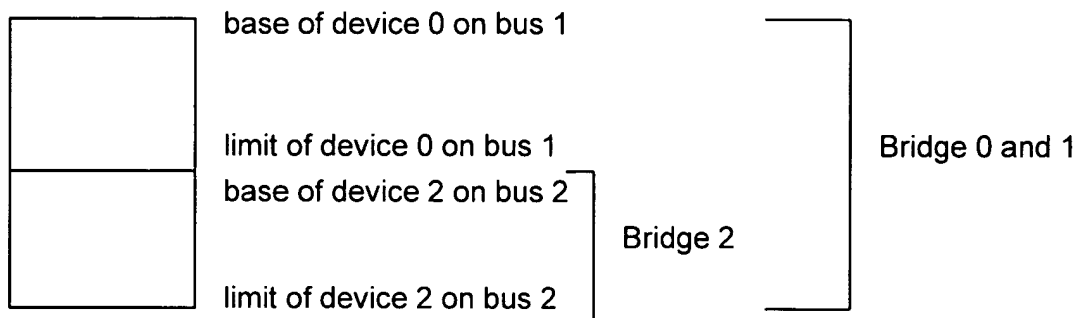 base of device 0 on bus 1
limit of device 0 on bus 1
Bridge 0 and 1
base of device 2 on bus 2
Bridge 2
limit of device 2 on bus 2